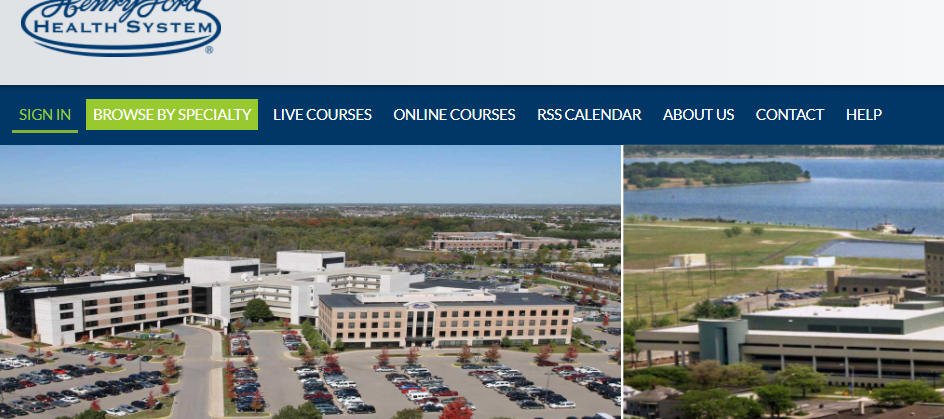 Henry Ford
HEALTH SYSTEM
®
SIGN IN BROWSE BY SPECIALTY LIVE COURSES ONLINE COURSES RSS CALENDAR ABOUT US CONTACT HELP